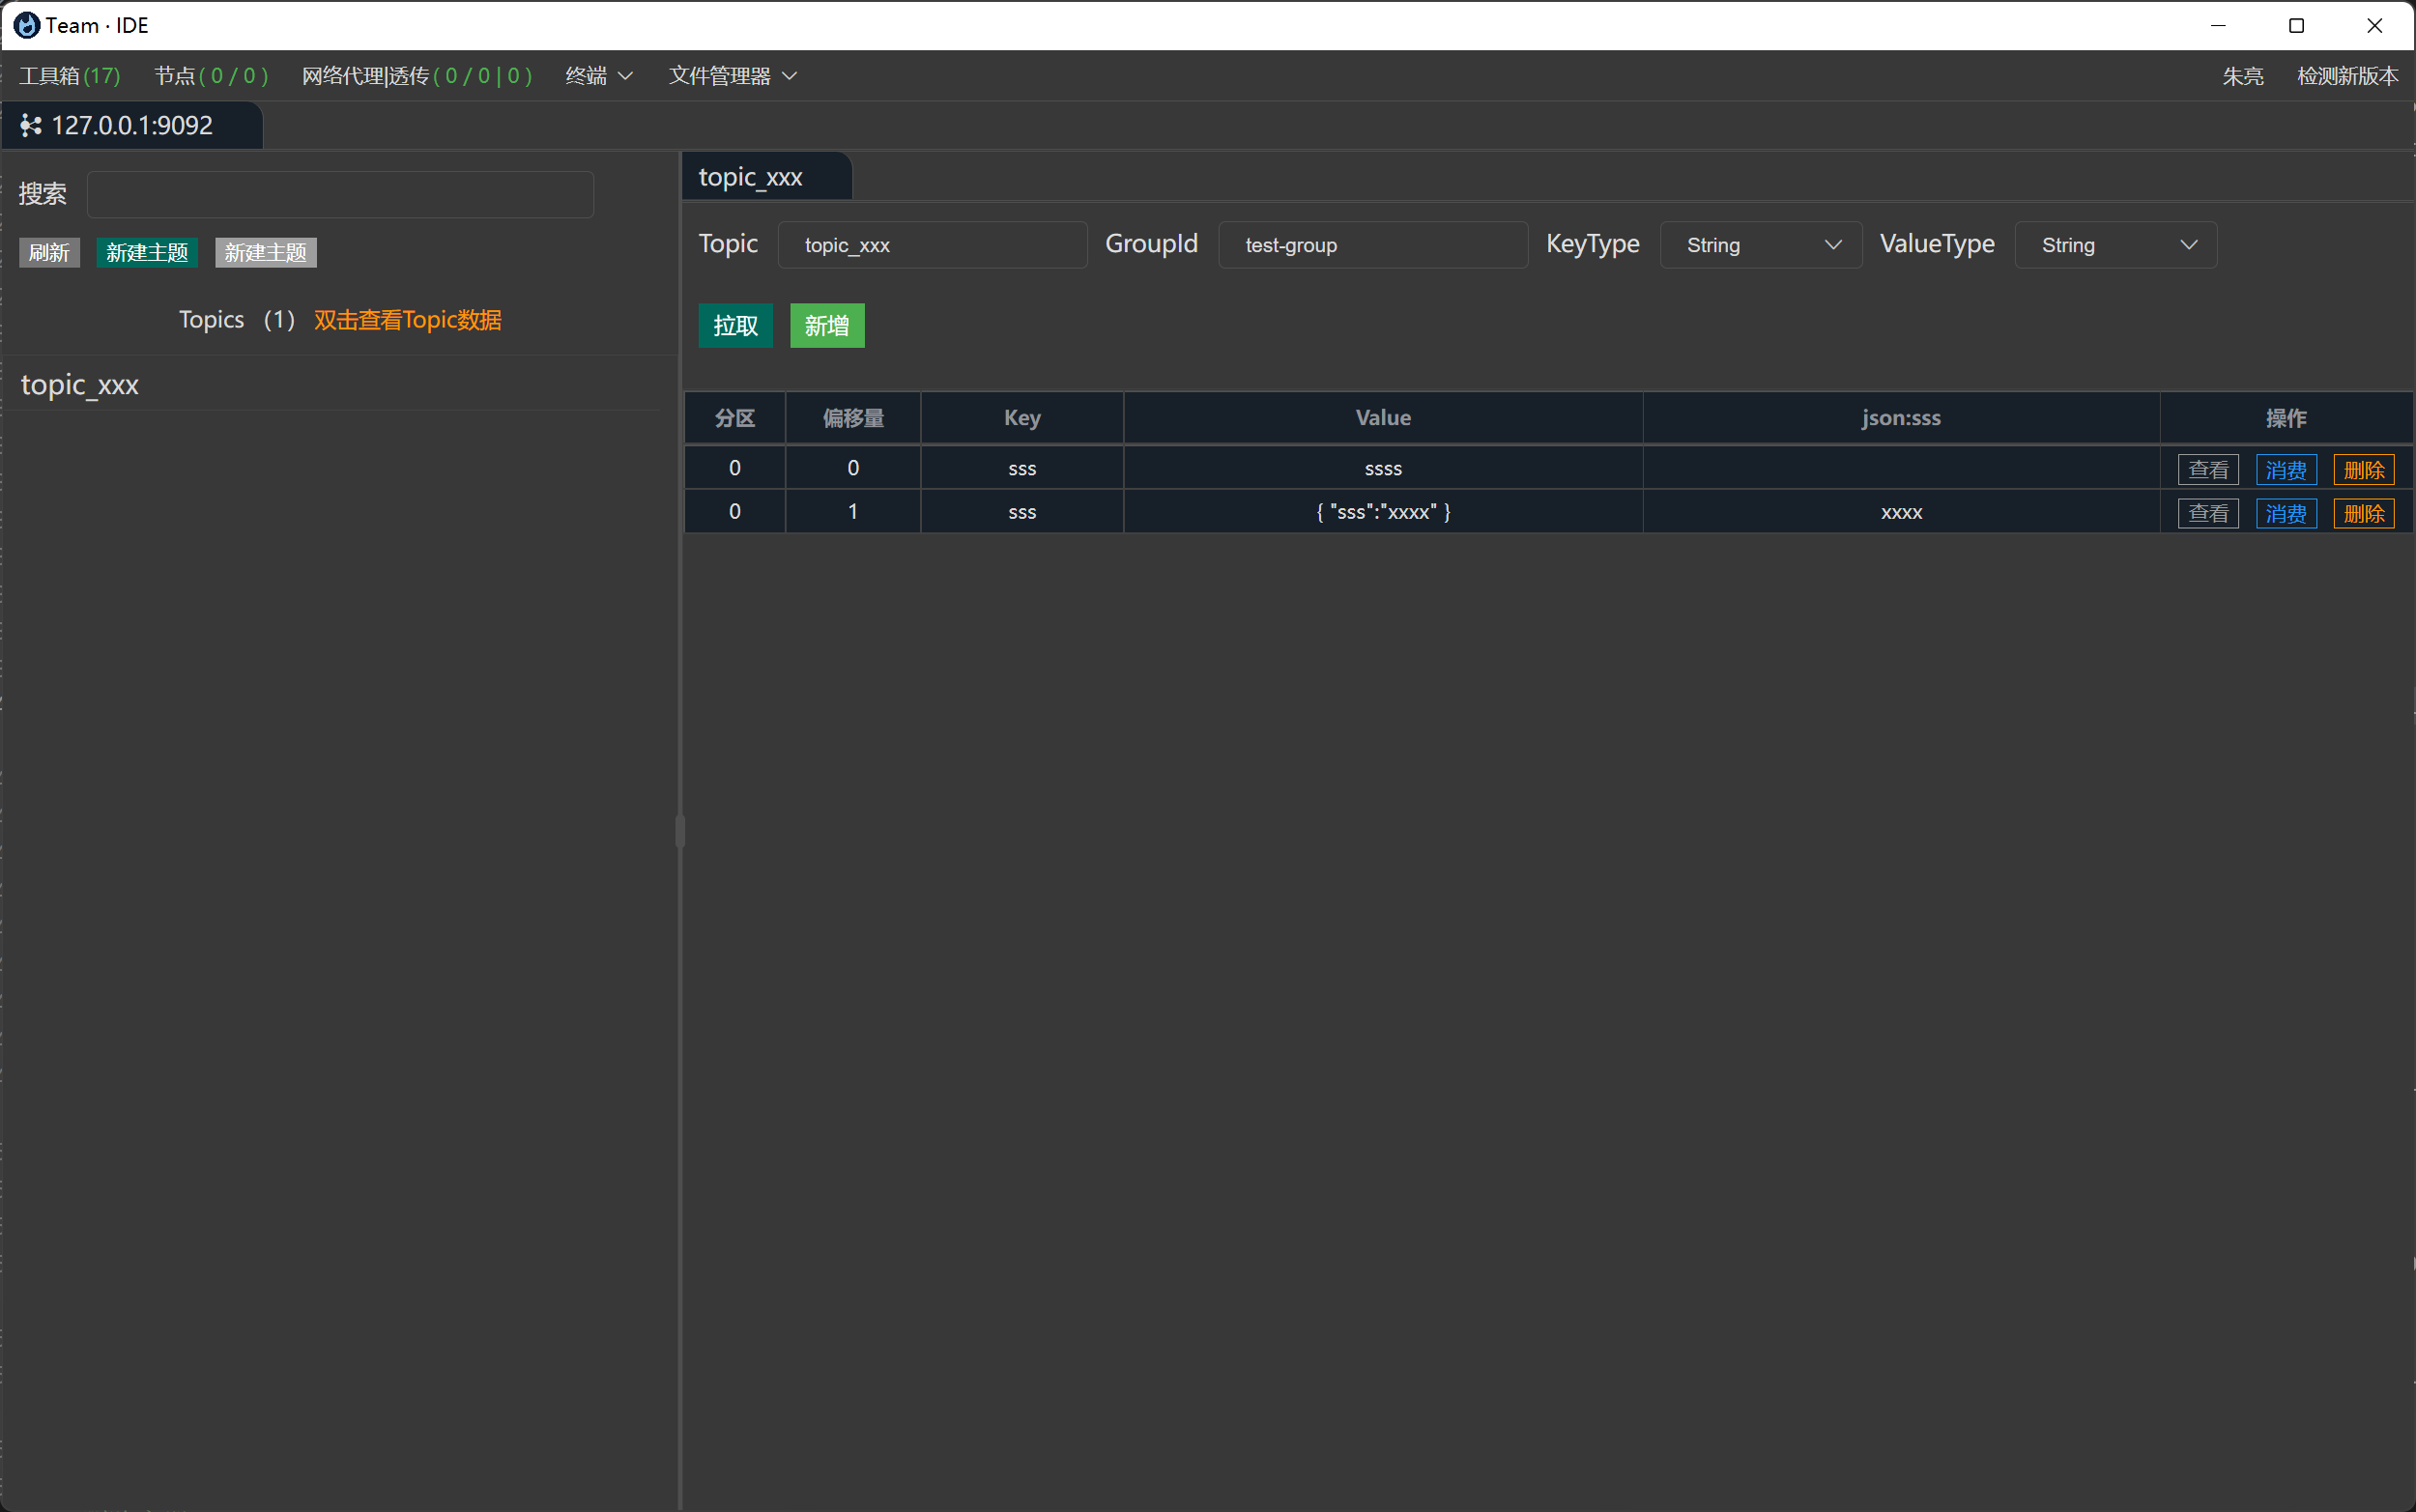 Team · IDE
工具箱(17) 节点( 0 / 0 ) 网络代理|透传( 0 / 0 | 0 ) 终端 文件管理器 朱亮 检测新版本
127.0.0.1:9092
搜索
刷新 新建主题 新建主题
Topics （1） 双击查看Topic数据
topic_xxx
topic_xxx
Topic topic_xxx GroupId test-group KeyType String ValueType String
拉取 新增
分区 偏移量 Key Value json:sss 操作
0 0 sss ssss 查看 消费 删除
0 1 sss { "sss":"xxxx" } xxxx 查看 消费 删除